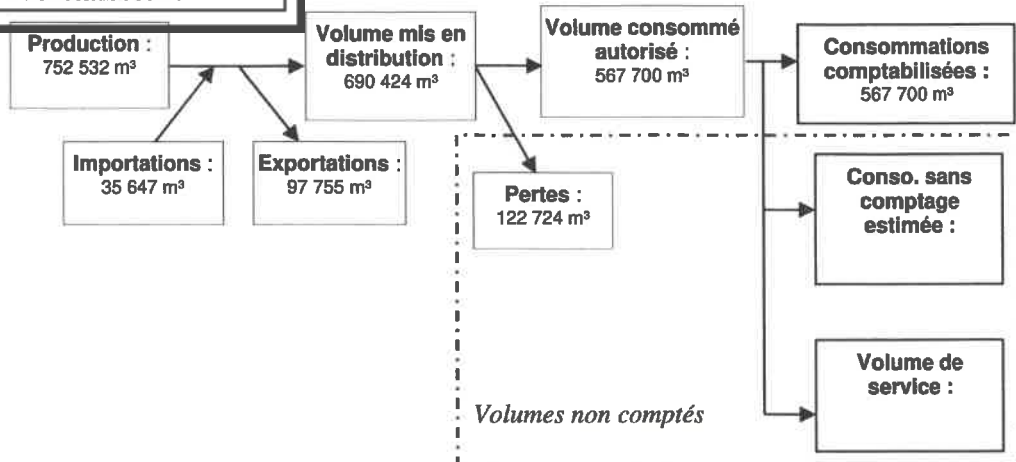 Production :
752 532 m³
Volume mis en
distribution :
690 424 m³
Volume consommé
autorisé :
567 700 m³
Consommations
comptabilisées :
567 700 m³
Importations :
35 647 m³
Exportations :
97 755 m³
Pertes :
122 724 m³
Conso. sans
comptage
estimée :
Volume de
service :
Volumes non comptés